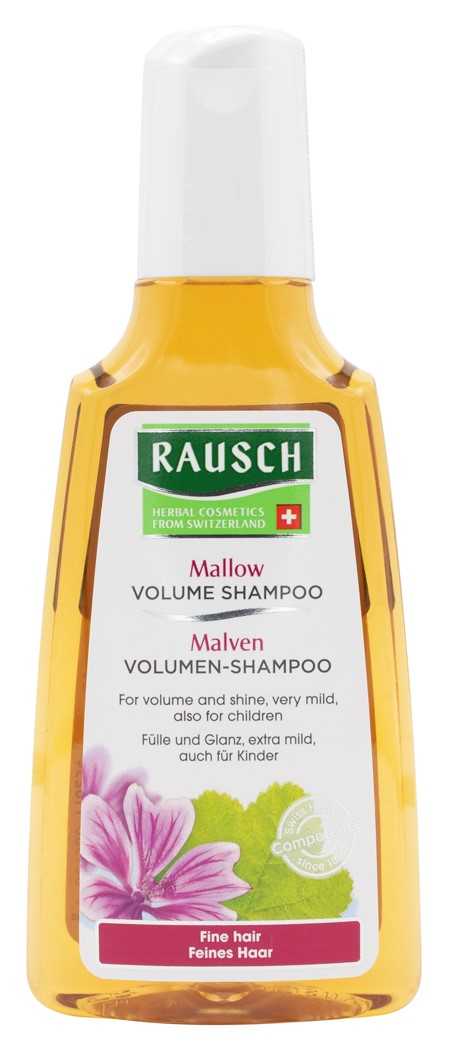 RAUSCH
HERBAL COSMETICS
FROM SWITZERLAND
Mallow
VOLUME SHAMPOO
Malven
VOLUMEN-SHAMPOO
For volume and shine, very mild,
also for children
Fülle und Glanz, extra mild,
auch für Kinder
Fine hair
Feines Haar